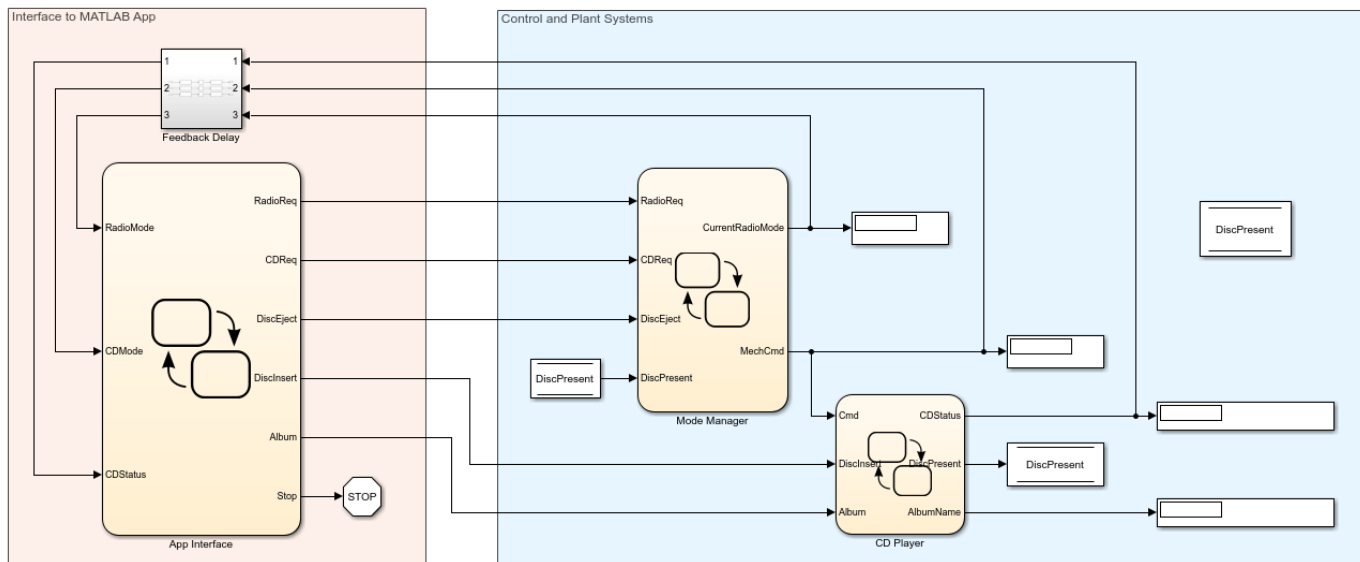 Interface to MATLAB App
Control and Plant Systems
1 1
2 2
3 3
Feedback Delay
RadioMode
CDMode
CDStatus
RadioReq
CDReq
DiscEject
DiscInsert
Album
Stop
App Interface
STOP
DiscPresent
RadioReq
CDReq
DiscEject
DiscPresent
CurrentRadioMode
MechCmd
Mode Manager
Cmd
DiscInsert
Album
CDStatus
DiscPresent
AlbumName
CD Player
DiscPresent
DiscPresent